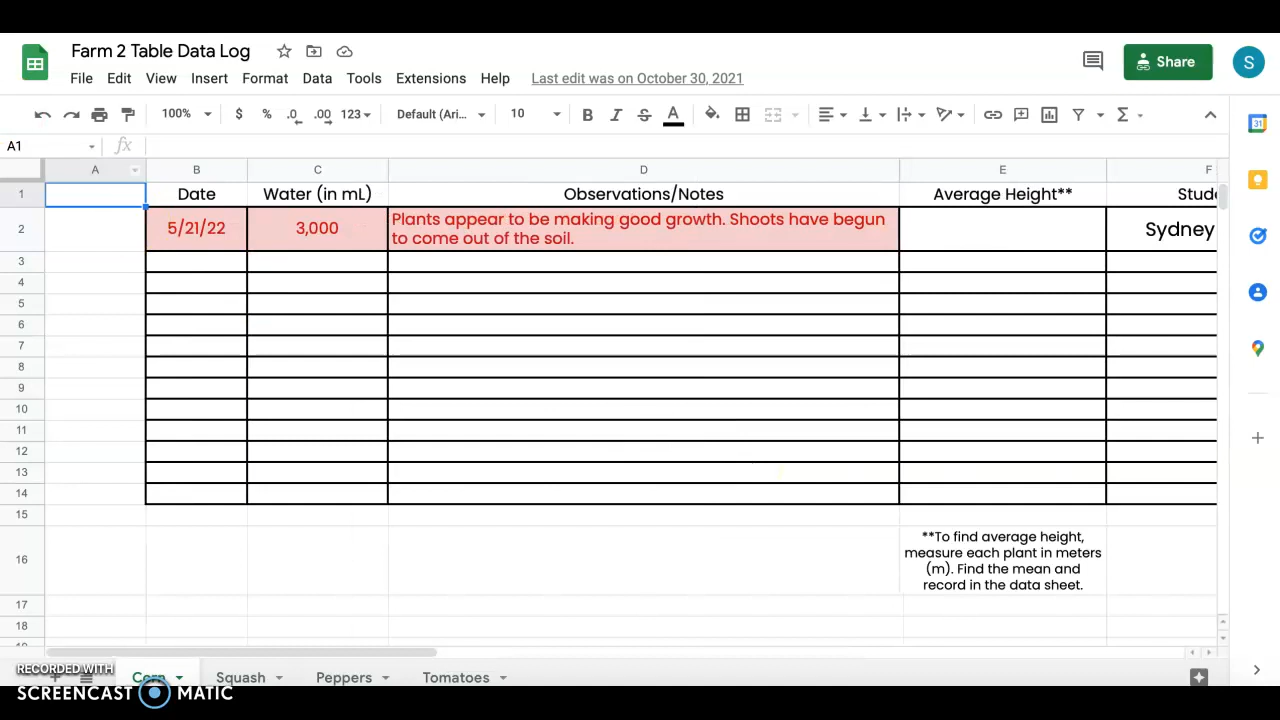 Farm 2 Table Data Log
File Edit View Insert Format Data Tools Extensions Help Last edit was on October 30, 2021
Share
S
100% $ % .0 .00 123 Default (Ari... 10 B I S A Σ
31
A1 fx
A B C D E F
1 Date Water (in mL) Observations/Notes Average Height** Stude
2 5/21/22 3,000 Plants appear to be making good growth. Shoots have begun
to come out of the soil. Sydney
3
4
5
6
7
8
9
10
11
12
13
14
15
16 **To find average height,
measure each plant in meters
(m). Find the mean and
record in the data sheet.
17
18
19
RECORDED WITH
SCREENCAST MATIC
Corn Squash Peppers Tomatoes